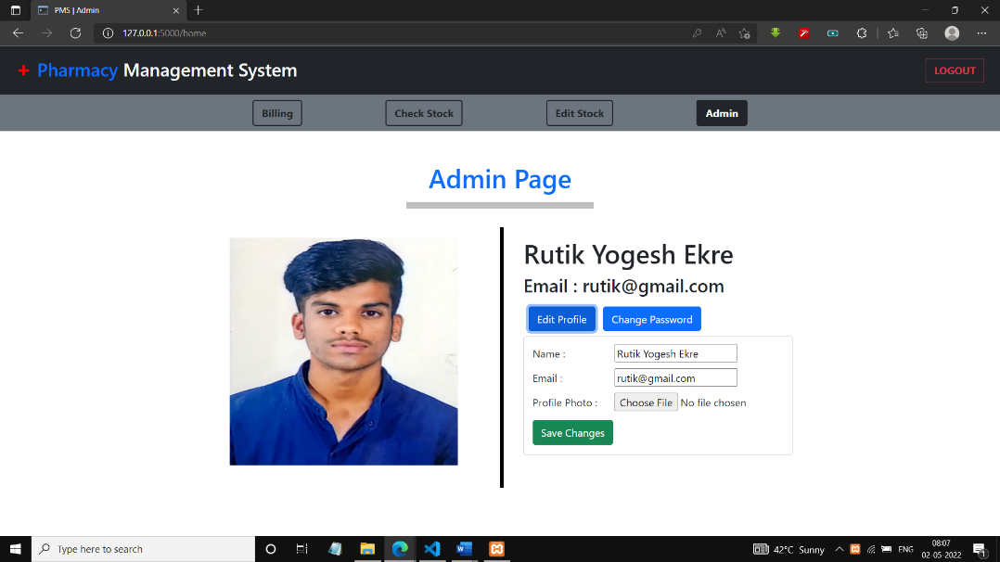 PMS | Admin
127.0.0.1:5000/home
Pharmacy Management System
LOGOUT
Billing
Check Stock
Edit Stock
Admin
Admin Page
Rutik Yogesh Ekre
Email : rutik@gmail.com
Edit Profile
Change Password
Name :
Rutik Yogesh Ekre
Email :
rutik@gmail.com
Profile Photo :
Choose File No file chosen
Save Changes
Type here to search
42°C Sunny
ENG
08:07
02-05-2022
1